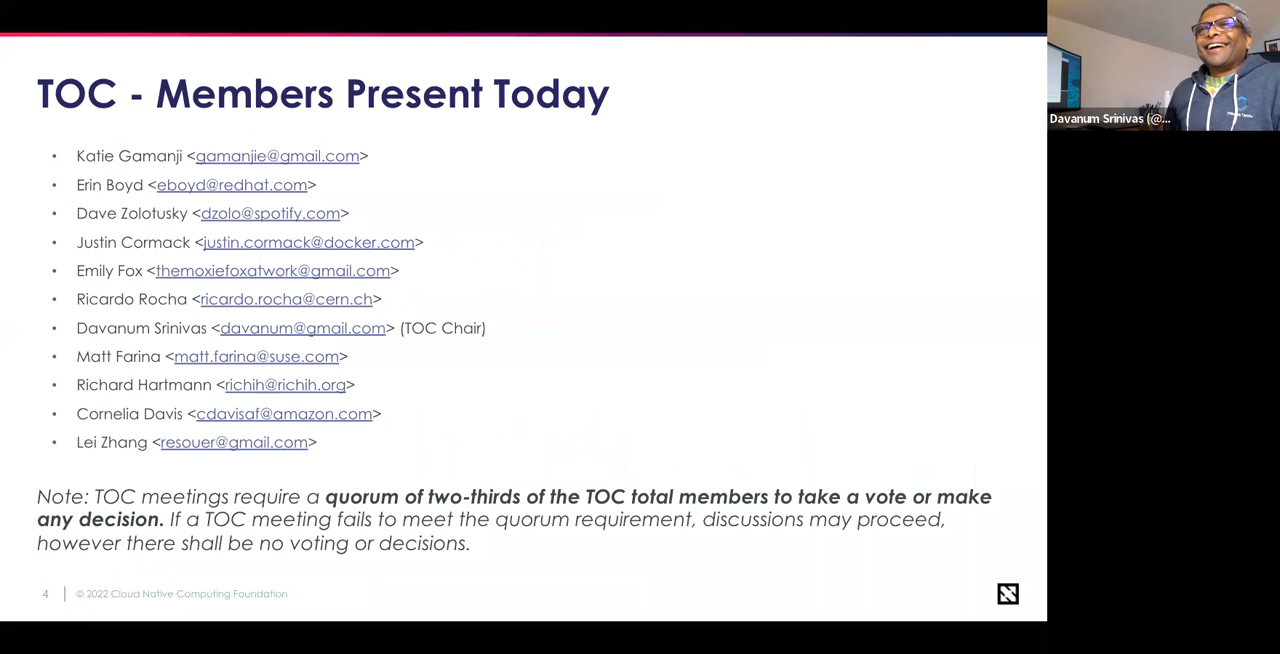 TOC - Members Present Today
• Katie Gamanji <gamanjie@gmail.com>
• Erin Boyd <eboyd@redhat.com>
• Dave Zolotusky <dzolo@spotify.com>
• Justin Cormack <justin.cormack@docker.com>
• Emily Fox <themoxiefoxatwork@gmail.com>
• Ricardo Rocha <ricardo.rocha@cern.ch>
• Davanum Srinivas <davanum@gmail.com> (TOC Chair)
• Matt Farina <matt.farina@suse.com>
• Richard Hartmann <richih@richih.org>
• Cornelia Davis <cdavisaf@amazon.com>
• Lei Zhang <resouer@gmail.com>
Note: TOC meetings require a quorum of two-thirds of the TOC total members to take a vote or make
any decision. If a TOC meeting fails to meet the quorum requirement, discussions may proceed,
however there shall be no voting or decisions.
4 © 2022 Cloud Native Computing Foundation
Davanum Srinivas (@...